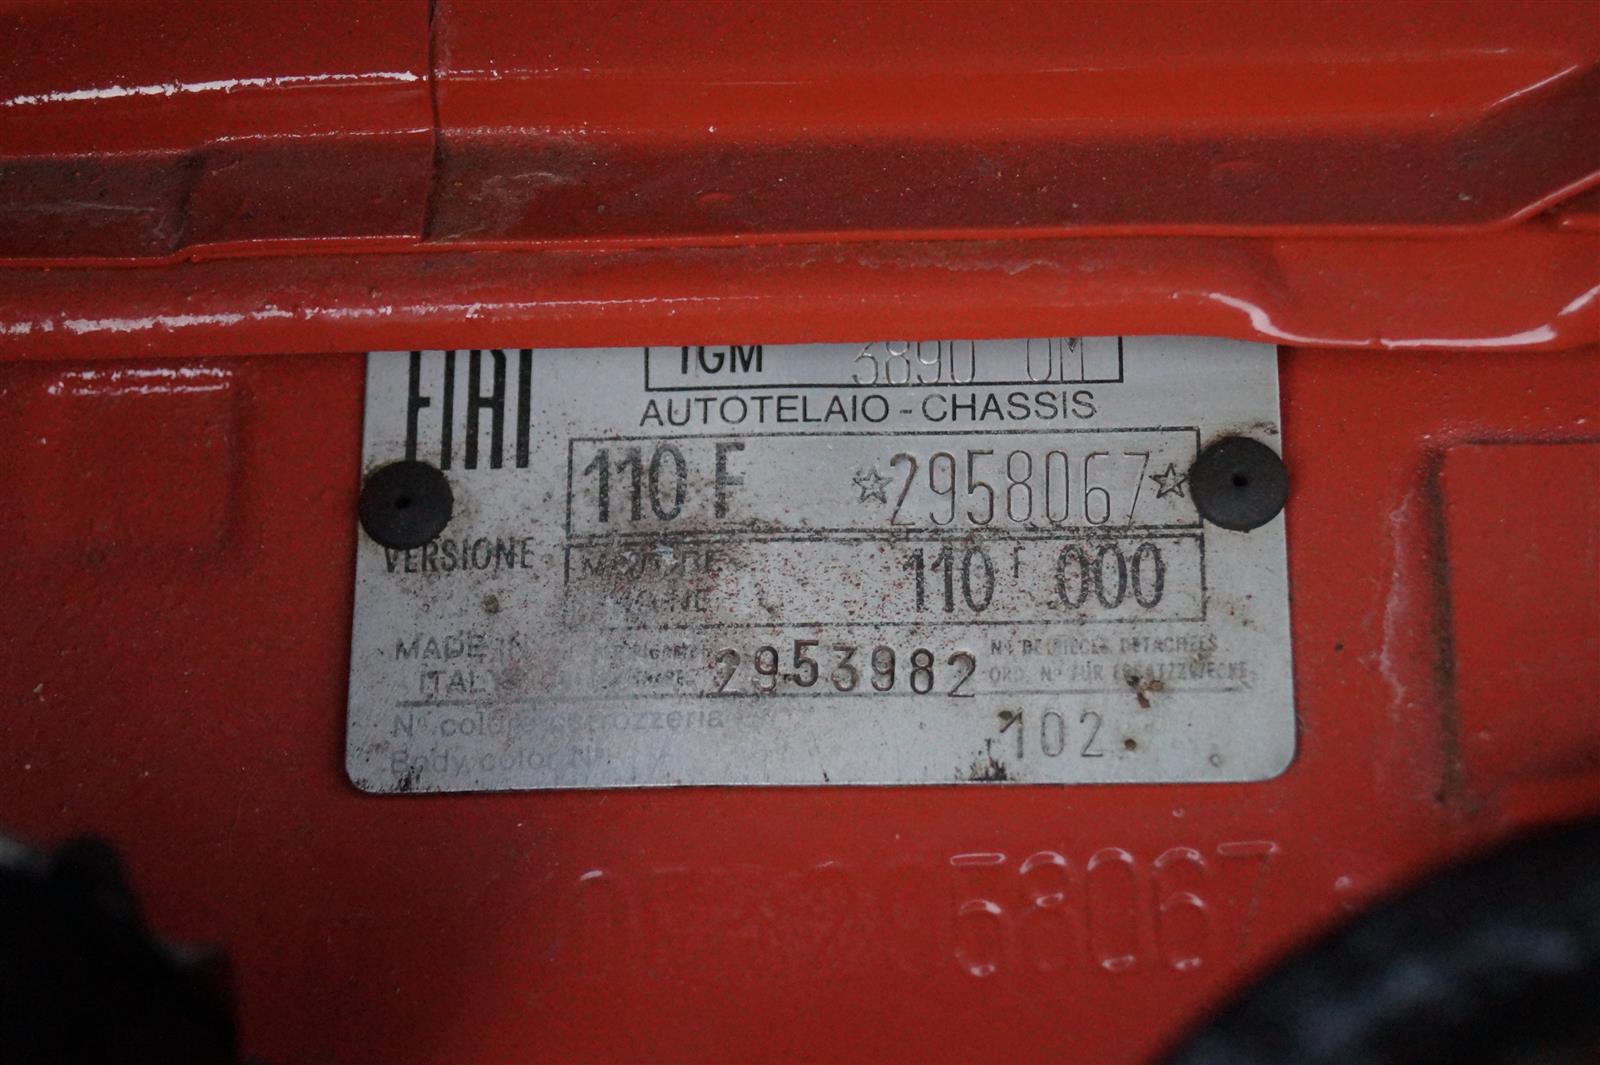 FIAT
IGM 3890 OM
AUTOTELAIO - CHASSIS
110 F ☆2958067☆
VERSIONE 110 F 000
MADE IN
ITALY
2953982
Nº DE PIECES DETACHEES
ORD. Nº FÜR ERSATZZWECKE
Nº. colore carrozzeria
Body color Nº
102
58067